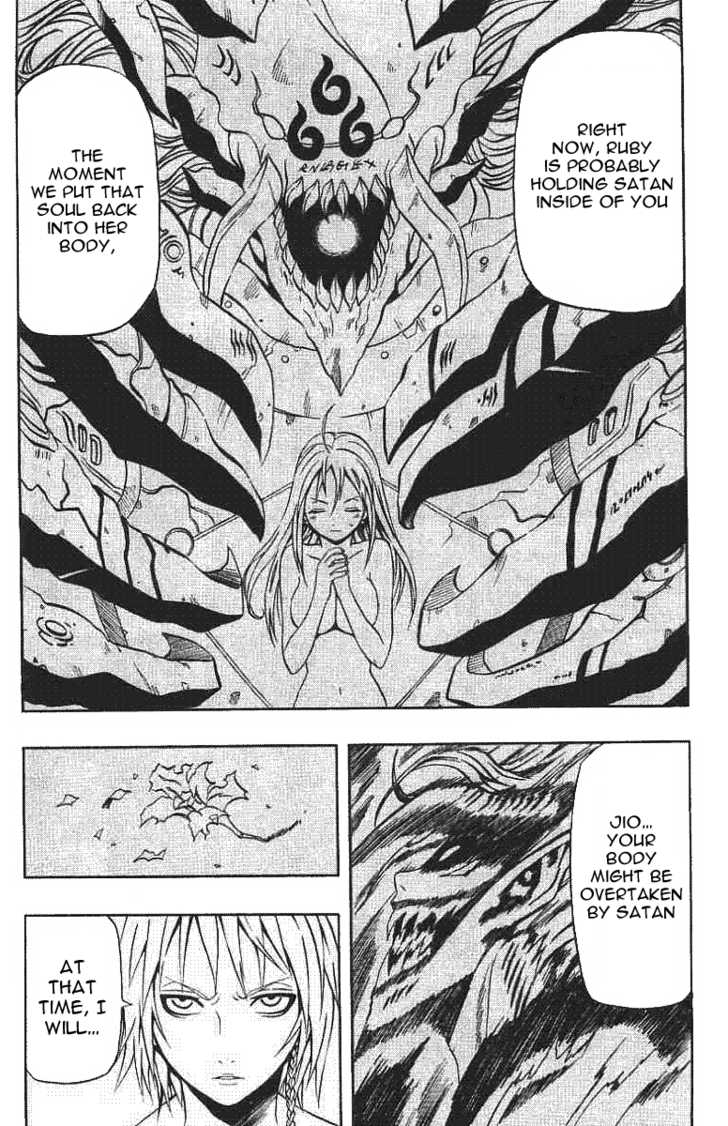 RIGHT
NOW, RUBY
IS PROBABLY
HOLDING SATAN
INSIDE OF YOU
THE
MOMENT
WE PUT THAT
SOUL BACK
INTO HER
BODY,
666
JIO...
YOUR
BODY
MIGHT BE
OVERTAKEN
BY SATAN
AT
THAT
TIME, I
WILL...